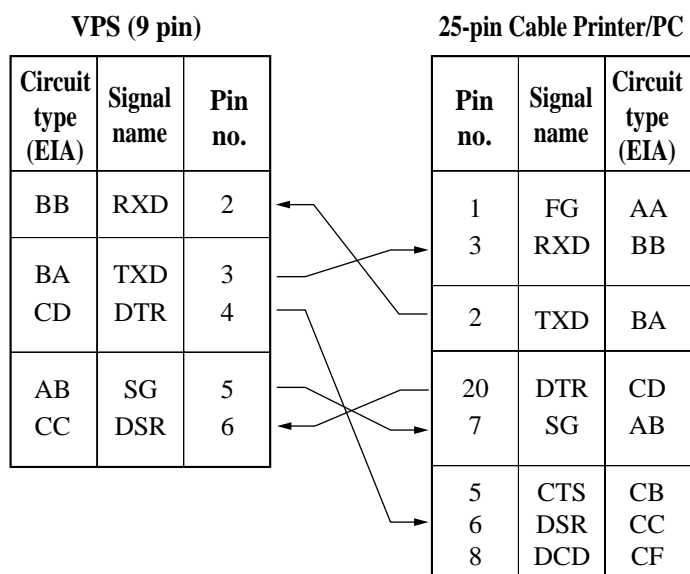 VPS (9 pin)
Circuit type (EIA) Signal name Pin no.
BB RXD 2
BA TXD 3
CD DTR 4
AB SG 5
CC DSR 6
25-pin Cable Printer/PC
Pin no. Signal name Circuit type (EIA)
1 FG AA
3 RXD BB
2 TXD BA
20 DTR CD
7 SG AB
5 CTS CB
6 DSR CC
8 DCD CF